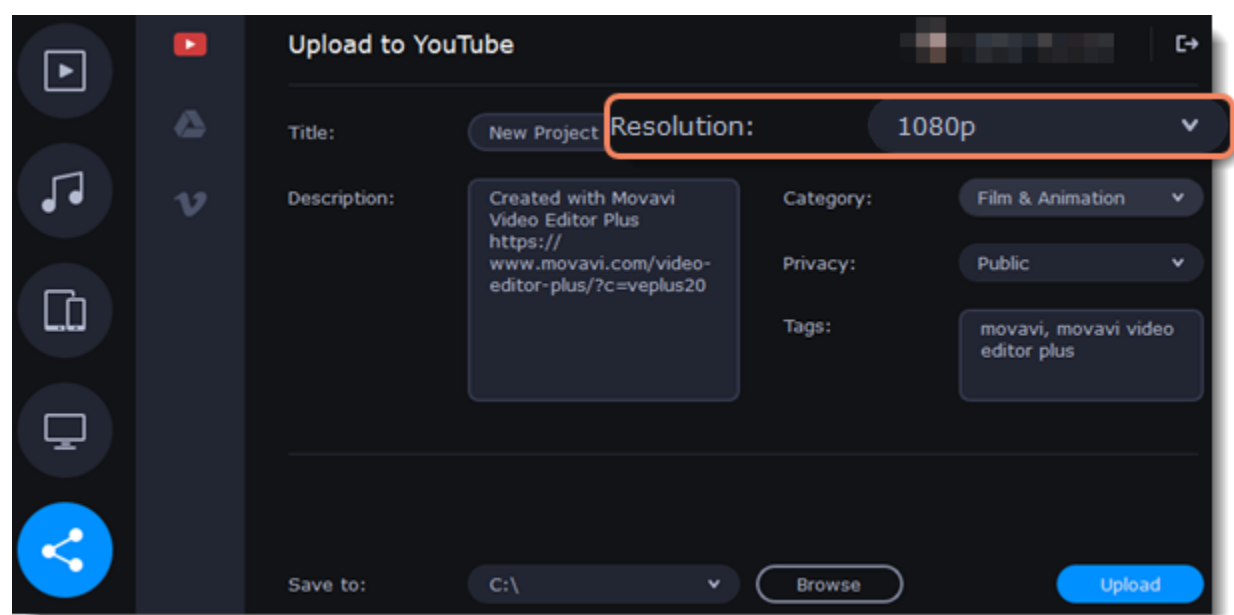 Upload to YouTube
Title:
New Project
Resolution:
1080p
Description:
Created with Movavi
Video Editor Plus
https://
www.movavi.com/video-
editor-plus/?c=veplus20
Category:
Film & Animation
Privacy:
Public
Tags:
movavi, movavi video
editor plus
Save to:
C:\
Browse
Upload